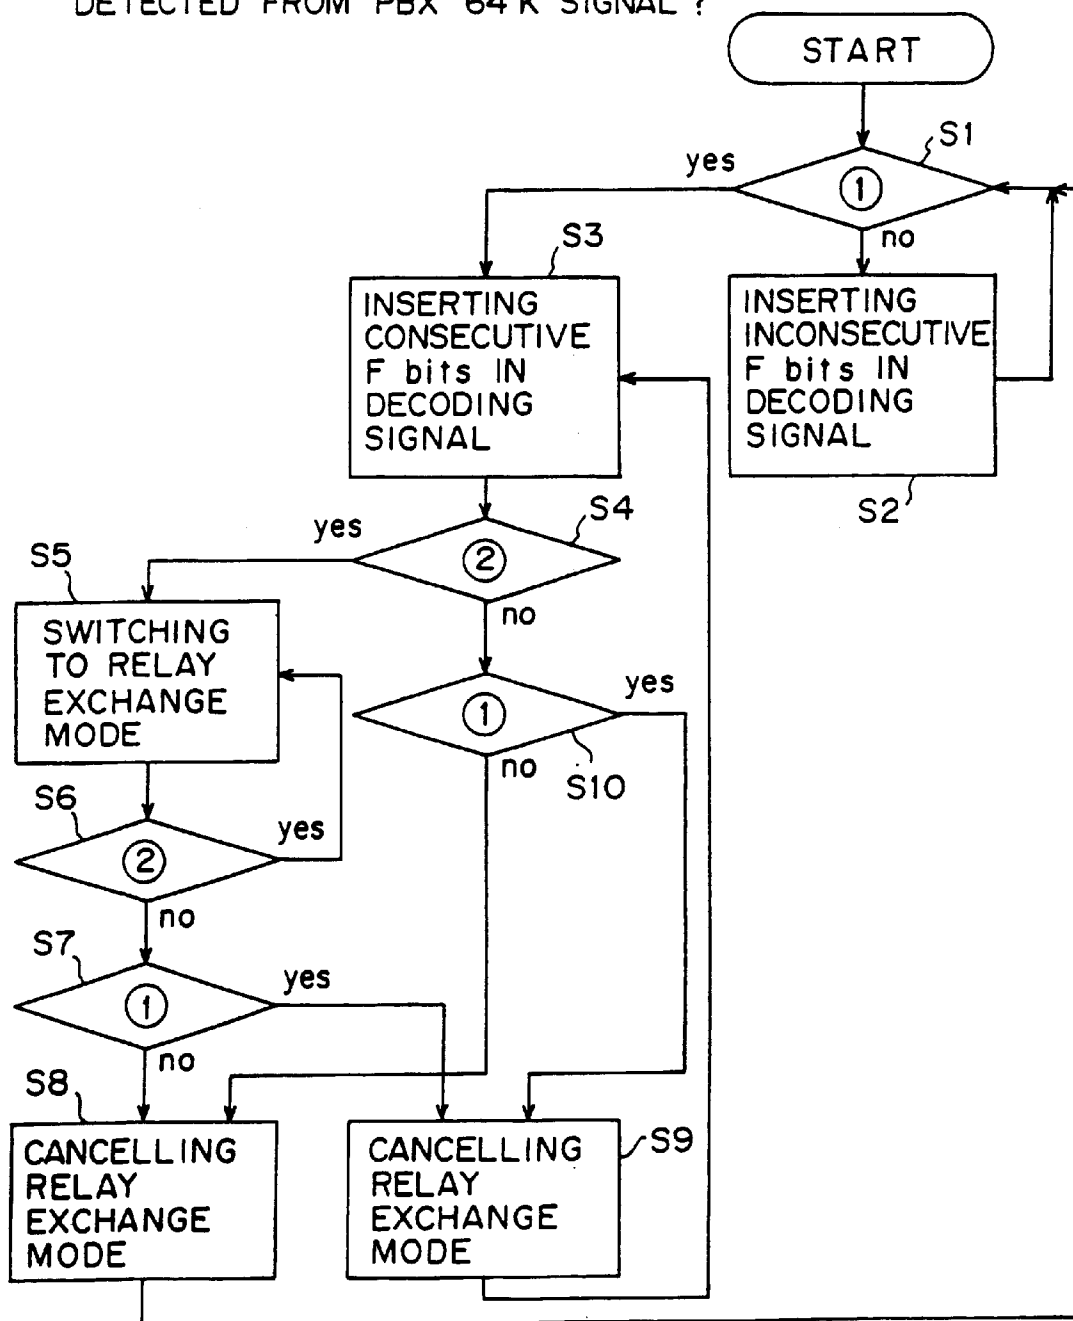 DETECTED FROM PBX 64K SIGNAL ?
START
S1
yes
①
no
S3
INSERTING
CONSECUTIVE
F bits IN
DECODING
SIGNAL
INSERTING
INCONSECUTIVE
F bits IN
DECODING
SIGNAL
S2
S4
yes
②
no
S5
SWITCHING
TO RELAY
EXCHANGE
MODE
yes
①
no
S10
S6
yes
②
no
S7
yes
①
no
S8
CANCELLING
RELAY
EXCHANGE
MODE
S9
CANCELLING
RELAY
EXCHANGE
MODE